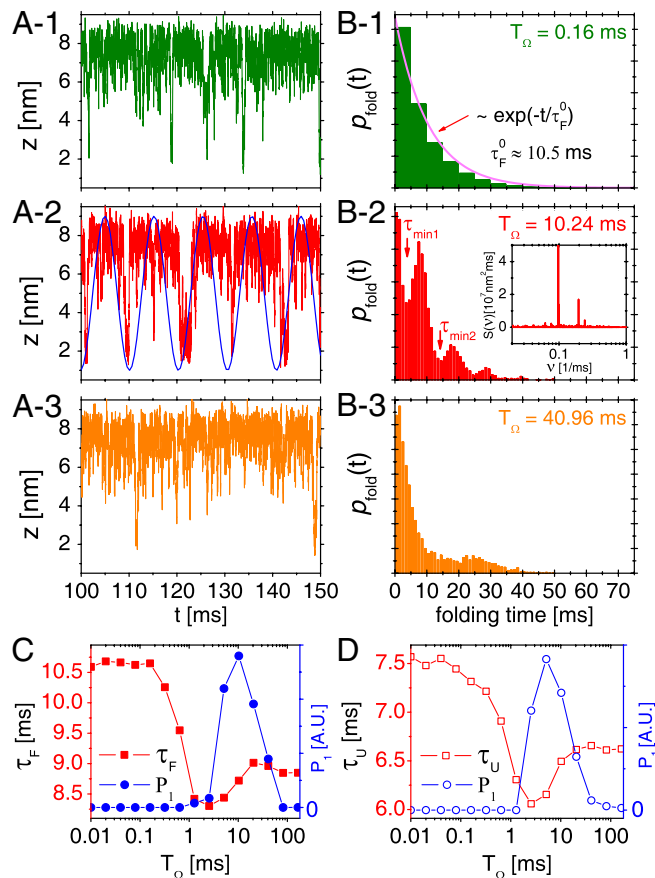 A-1
8
6
4
2
z [nm]
B-1
T_Ω = 0.16 ms
p_fold(t)
~ exp(-t/τ_F^0)
τ_F^0 ≈ 10.5 ms
A-2
8
6
4
2
z [nm]
B-2
T_Ω = 10.24 ms
p_fold(t)
τ_min1
τ_min2
S(ν)[10^7nm^2ms]
4
2
0
0.1
1
ν [1/ms]
A-3
8
6
4
2
z [nm]
100 110 120 130 140 150
t [ms]
B-3
T_Ω = 40.96 ms
p_fold(t)
0 10 20 30 40 50 60 70
folding time [ms]
C
10.5
10.0
9.5
9.0
8.5
τ_F [ms]
τ_F
P_1
P_1 [A.U.]
0
0.01 0.1 1 10 100
T_Ω [ms]
D
7.5
7.0
6.5
6.0
τ_U [ms]
τ_U
P_1
P_1 [A.U.]
0
0.01 0.1 1 10 100
T_Ω [ms]